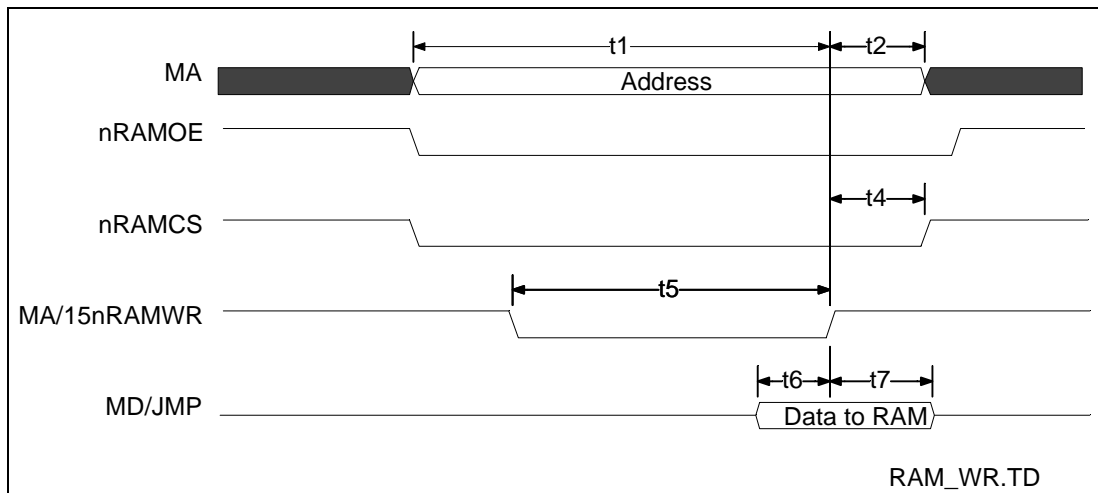 t1
t2
MA
Address
nRAMOE
t4
nRAMCS
t5
MA/15nRAMWR
t6
t7
MD/JMP
Data to RAM
RAM_WR.TD